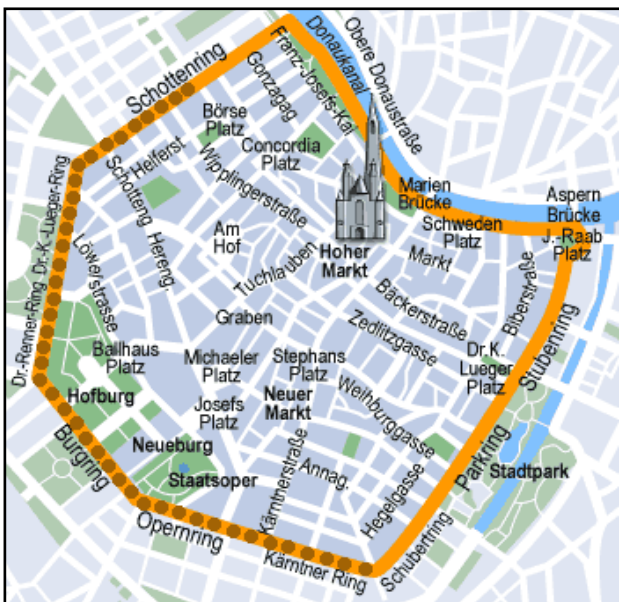 Schottenring
Gonzagag
Franz-Josefs-Kai
Donaukanal
Obere Donaustraße
Börse
Platz
Concordia
Platz
Helferst
Wipplingerstraße
Schotteng
Hereng.
Dr.-K.-Lueger-Ring
Löwerstrasse
Am
Hof
Tuchlauben
Hoher
Markt
Marien
Brücke
Schweden
Platz
Aspern
Brücke
J.-Raab
Platz
Markt
Bäckerstraße
Biberstraße
Graben
Zedlitzgasse
Dr.K.
Lueger
Platz
Stubenring
Dr.-Renner-Ring
Ballhaus
Platz
Michaeler
Platz
Stephans
Platz
Hofburg
Josefs
Platz
Neuer
Markt
Weihburggasse
Burgring
Neueburg
Staatsoper
Kärntnerstraße
Annag.
Hegelgasse
Parkring
Stadtpark
Opernring
Kärntner Ring
Schubertring